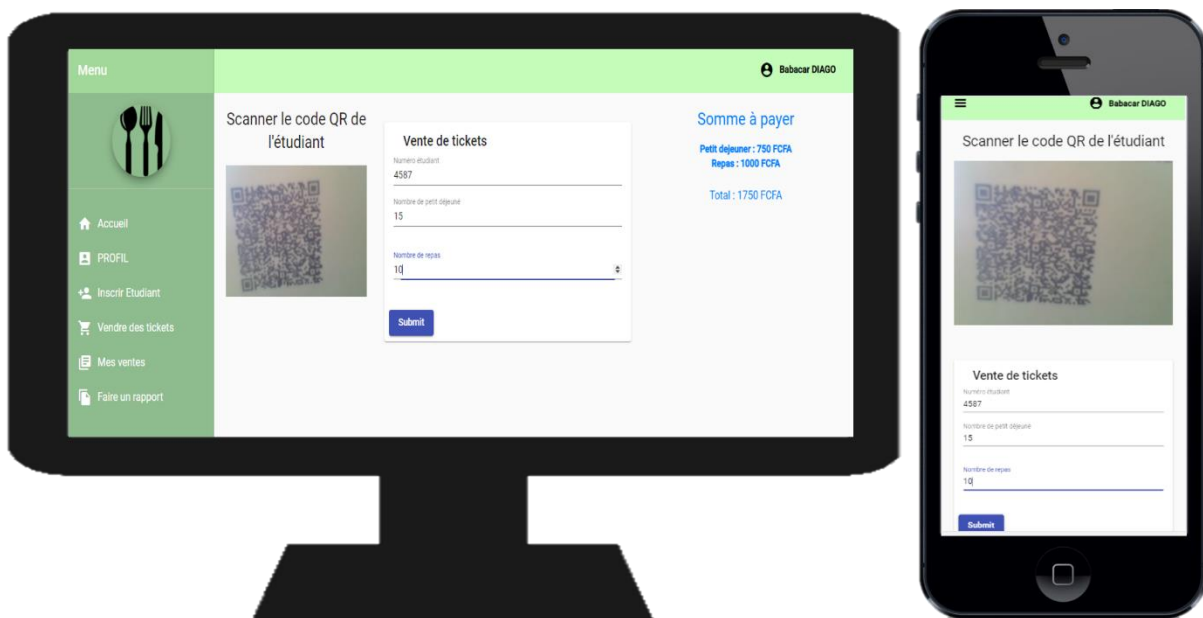 Menu
Babacar DIAGO
Accueil
PROFIL
Inscrir Etudiant
Vendre des tickets
Mes ventes
Faire un rapport
Scanner le code QR de
l'étudiant
Vente de tickets
Numéro étudiant
4587
Nombre de petit déjeuné
15
Nombre de repas
10
Submit
Somme à payer
Petit dejeuner : 750 FCFA
Repas : 1000 FCFA
Total : 1750 FCFA
Babacar DIAGO
Scanner le code QR de l'étudiant
Vente de tickets
Numéro étudiant
4587
Nombre de petit déjeuné
15
Nombre de repas
10
Submit